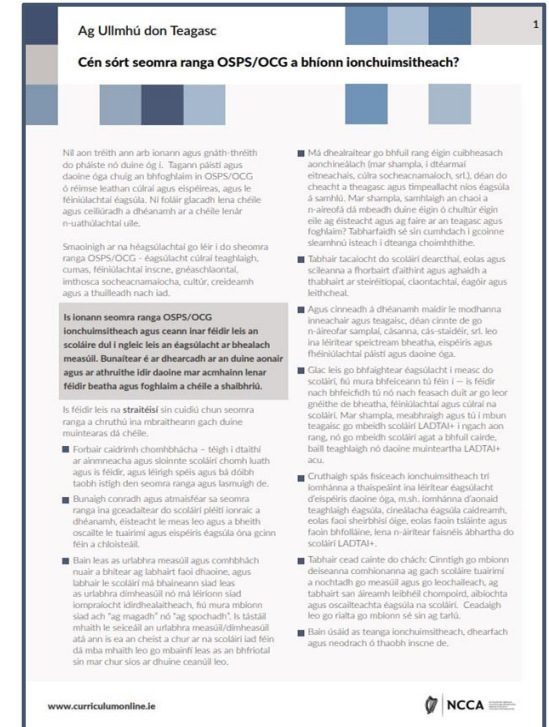 1
Ag Ullmhú don Teagasc
Cén sórt seomra ranga OSPS/OCG a bhíonn ionchuimsitheach?
Níl aon tréith ann arb ionann agus gnáth-thréith
do pháiste nó duine óg í. Tagann páistí agus
daoine óga chuig an bhfoghlaim in OSPS/OCG
ó réimse leathan cúlraí agus eispéireas, agus le
féiniúlachtaí éagsúla. Ní foláir glacadh lena chéile
agus ceiliúradh a dhéanamh ar a chéile lenár
n-uathúlachtaí uile.
Smaoinigh ar na héagsúlachtaí go léir i do sheomra
ranga OSPS/OCG - éagsúlacht cúlraí teaghlaigh,
cumas, féiniúlachtaí inscne, gnéaschlaontaí,
imthosca socheacnamaíocha, cultúr, creideamh
agus a thuilleadh nach iad.
Is ionann seomra ranga OSPS/OCG
ionchuimsitheach agus ceann inar féidir leis an
scoláire dul i ngleic leis an éagsúlacht ar bhealach
measúil. Bunaítear é ar dhearcadh ar an duine aonair
agus ar athruithe idir daoine mar acmhainn lenar
féidir beatha agus foghlaim a chéile a shaibhriú.
Is féidir leis na straitéisí sin cuidiú chun seomra
ranga a chruthú ina mbraitheann gach duine
muinteras dá chéile.
Forbair caidrimh chomhbhácha – téigh i dtaithí
ar ainmneacha agus sloinnte scoláirí chomh luath
agus is féidir, agus léirigh spéis agus bá dóibh
taobh istigh den seomra ranga agus lasmuigh de.
Bunaigh conradh agus atmaisféar sa seomra
ranga ina gceadaítear do scoláirí pléití ionraic a
dhéanamh, éisteacht le meas leo agus a bheith
oscailte le tuairimí agus eispéiris éagsúla óna gcinn
féin a chloisteáil.
Bain leas as urlabhra measúil agus comhbhách
nuair a bhítear ag labhairt faoi dhaoine, agus
labhair le scoláirí má bhaineann siad leas
as urlabhra dímheasúil nó má léiríonn siad
iompraíocht idirdhealaitheach, fiú mura mbíonn
siad ach “ag magadh” nó “ag spochadh”. Is tástáil
mhaith le seiceáil an urlabhra measúil/dímheasúil
atá ann is ea an cheist a chur ar na scoláirí iad féin
dá mba mhaith leo go mbainfí leas as an bhfriotal
sin mar chur síos ar dhuine ceanúil leo.
Má dhealraítear go bhfuil rang éigin cuibheasach
aonchineálach (mar shampla, i dtéarmaí
eitneachais, cúlra socheacnamaíoch, srl.), déan do
cheacht a theagasc agus timpeallacht níos éagsúla
á samhlú. Mar shampla, samhlaigh an chaoi a
n-aireofá dá mbeadh duine éigin ó chultúr éigin
eile ag éisteacht agus ag faire ar an teagasc agus
foghlaim? Tabharfaidh sé sin cumhdach i gcoinne
sleamhnú isteach i dteanga choimhthithe.
Tabhair tacaíocht do scoláirí dearcthaí, eolas agus
scileanna a fhorbairt d'aithint agus aghaidh a
thabhairt ar steiréitíopaí, claontachtaí, éagóir agus
leithcheal.
Agus cinneadh á dhéanamh maidir le modhanna
inneachair agus teagaisc, déan cinnte de go
n-áireofar samplaí, cásanna, cás-staidéir, srl. leo
ina léirítear speictream bheatha, eispéiris agus
fhéiniúlachtaí páistí agus daoine óga.
Glac leis go bhfaightear éagsúlacht i measc do
scoláirí, fiú mura bhfeiceann tú féin í — is féidir
nach bhfeicfidh tú nó nach feasach duit ar go leor
gnéithe de bheatha, féiniúlachtaí agus cúlraí na
scoláirí. Mar shampla, meabhraigh agus tú i mbun
teagaisc go mbeidh scoláirí LADTAI+ i ngach aon
rang, nó go mbeidh scoláirí agat a bhfuil cairde,
baill teaghlaigh nó daoine muinteartha LADTAI+
acu.
Cruthaigh spás fisiceach ionchuimsitheach trí
íomhánna a thaispeáint ina léirítear éagsúlacht
d'eispéiris daoine óga, m.sh. íomhánna d'aonaid
teaghlaigh éagsúla, cineálacha éagsúla caidreamh,
eolas faoi sheirbhísí óige, eolas faoin tsláinte agus
faoin bhfolláine, lena n-áirítear faisnéis ábhartha do
scoláirí LADTAI+.
Tabhair cead cainte do chách: Cinntigh go mbíonn
deiseanna comhionanna ag gach scoláire tuairimí
a nochtadh go measúil agus go leochaileach, ag
tabhairt san áireamh leibhéil chompoird, aibíochta
agus oscailteachta éagsúla na scoláirí. Ceadaigh
leo go rialta go mbíonn sé sin ag tarlú.
Bain úsáid as teanga ionchuimsitheach, dhearfach
agus neodrach ó thaobh inscne de.
www.curriculumonline.ie
NCCA